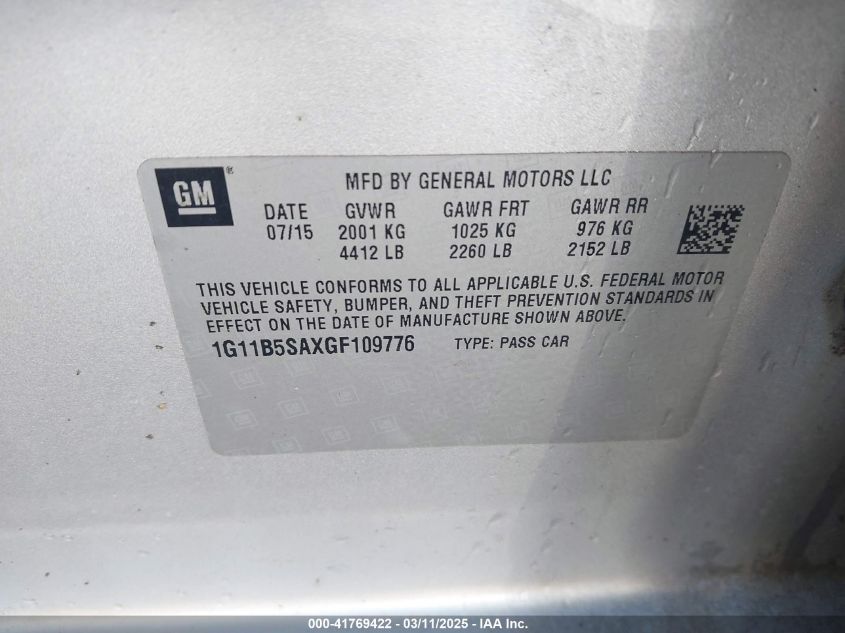 GM®
MFD BY GENERAL MOTORS LLC
DATE GVWR GAWR FRT GAWR RR
07/15 2001 KG 1025 KG 976 KG
4412 LB 2260 LB 2152 LB
THIS VEHICLE CONFORMS TO ALL APPLICABLE U.S. FEDERAL MOTOR
VEHICLE SAFETY, BUMPER, AND THEFT PREVENTION STANDARDS IN
EFFECT ON THE DATE OF MANUFACTURE SHOWN ABOVE.
1G11B5SAXGF109776 TYPE: PASS CAR
000-41769422 - 03/11/2025 - IAA Inc.